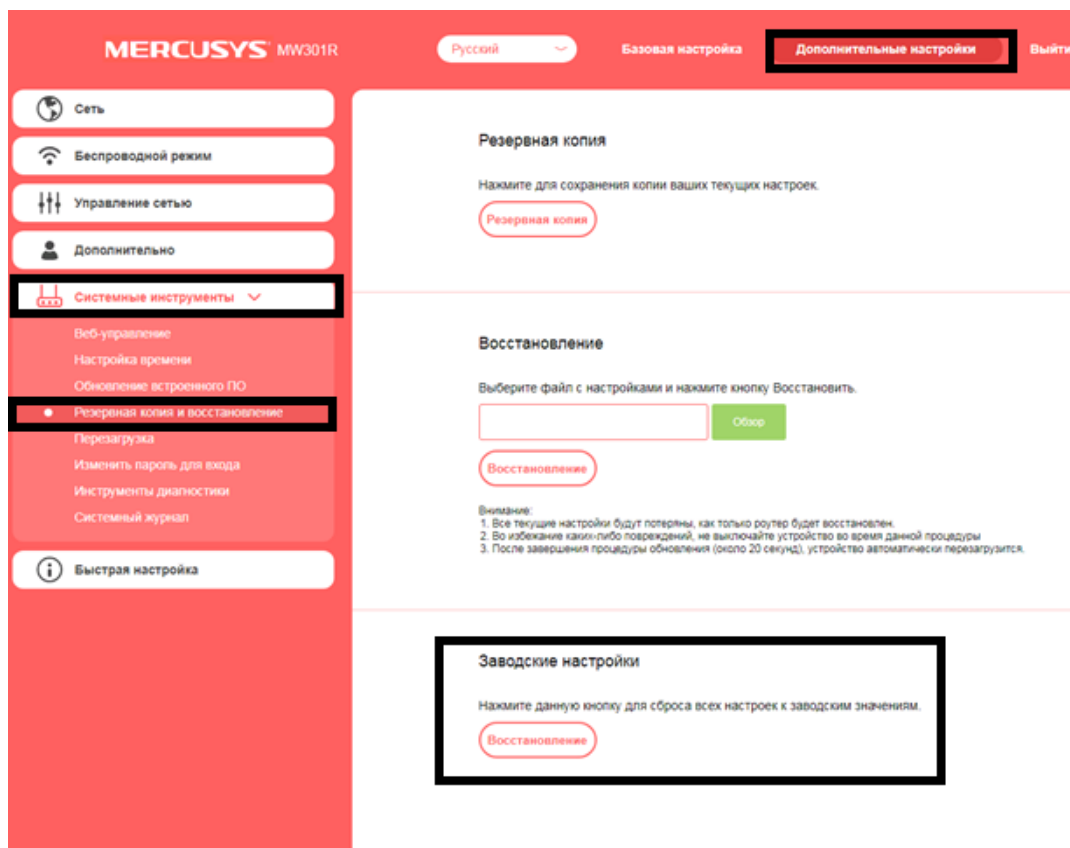 MERCUSYS MW301R
Русский
Базовая настройка
Дополнительные настройки
Выйти
Сеть
Беспроводной режим
Управление сетью
Дополнительно
Системные инструменты
Веб-управление
Настройка времени
Обновление встроенного ПО
Резервная копия и восстановление
Перезагрузка
Изменить пароль для входа
Инструменты диагностики
Системный журнал
Быстрая настройка
Резервная копия
Нажмите для сохранения копии ваших текущих настроек.
Резервная копия
Восстановление
Выберите файл с настройками и нажмите кнопку Восстановить.
Обзор
Восстановление
Внимание:
1. Все текущие настройки будут потеряны, как только роутер будет восстановлен.
2. Во избежание каких-либо повреждений, не выключайте устройство во время данной процедуры
3. После завершения процедуры обновления (около 20 секунд), устройство автоматически перезагрузится.
Заводские настройки
Нажмите данную кнопку для сброса всех настроек к заводским значениям.
Восстановление